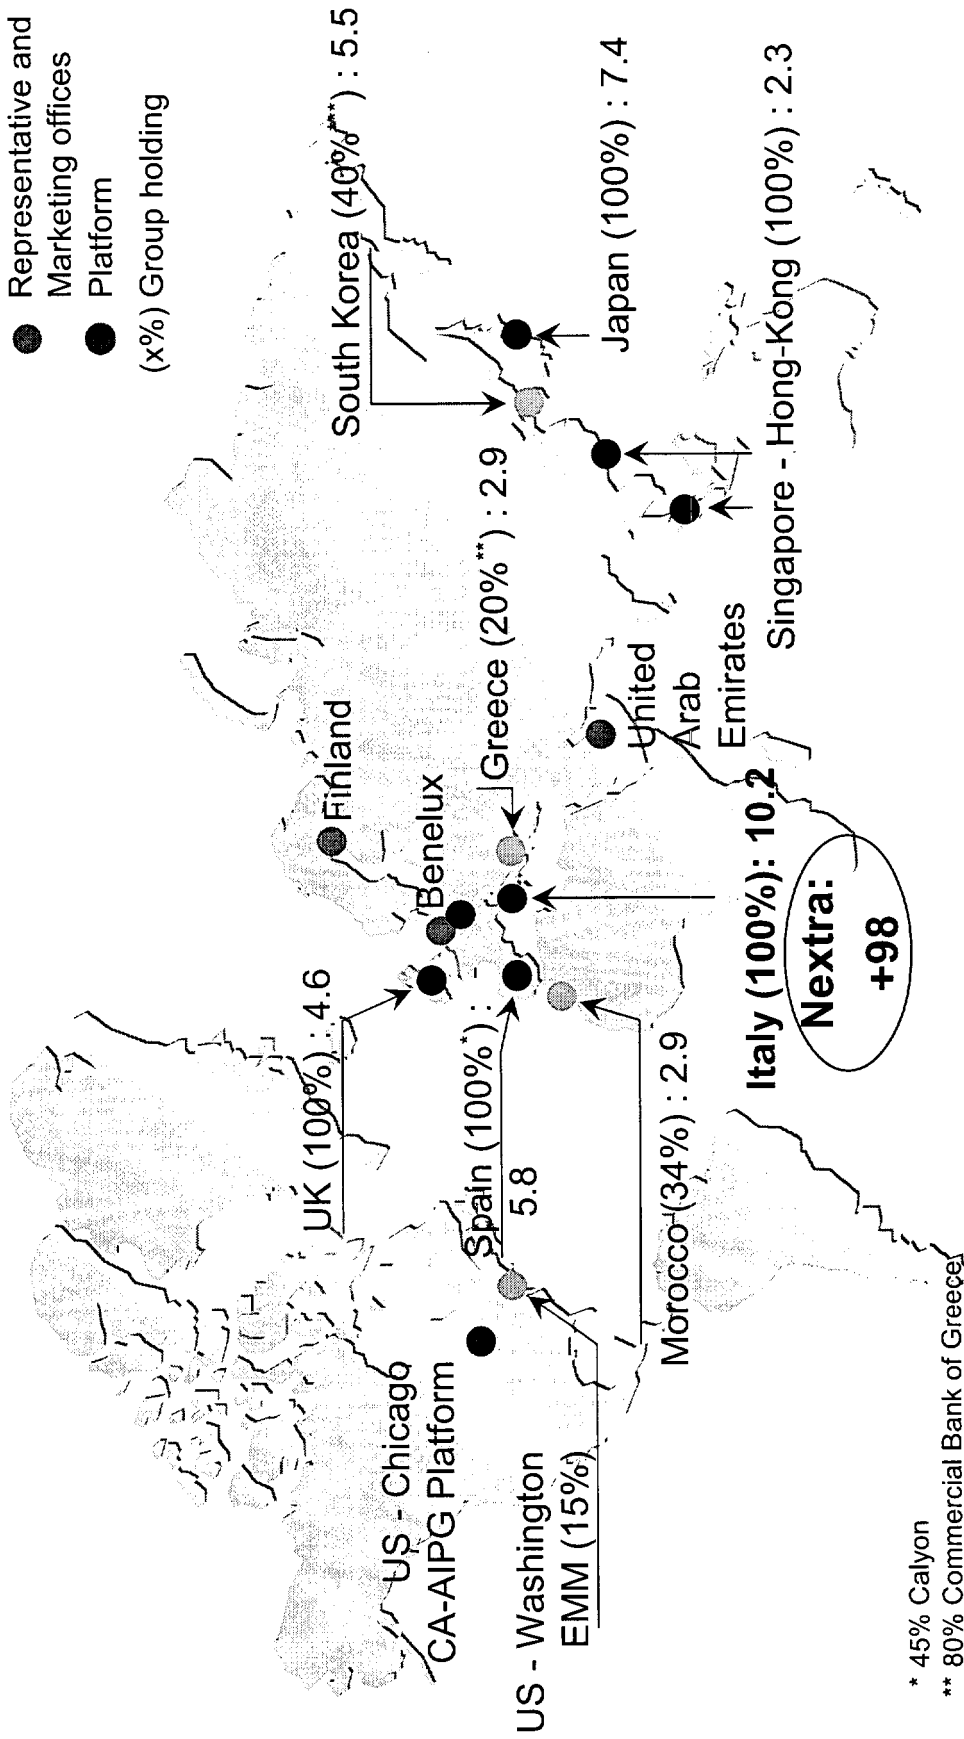 Representative and
Marketing offices
Platform
(x%) Group holding
South Korea (40%***) : 5.5
Japan (100%) : 7.4
Singapore - Hong-Kong (100%) : 2.3
Greece (20%**) : 2.9
United
Arab
Emirates
Finland
Benelux
Italy (100%): 10.2
Nextra:
+98
UK (100%) : 4.6
Spain (100%*) :
5.8
Morocco (34%) : 2.9
US - Chicago
CA-AIPG Platform
US - Washington
EMM (15%)
* 45% Calyon
** 80% Commercial Bank of Greece